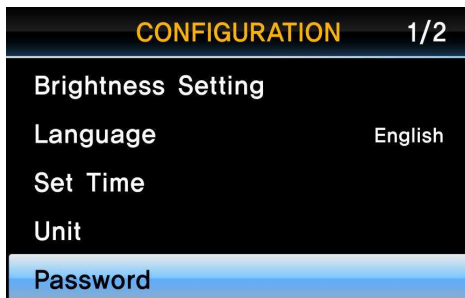 CONFIGURATION 1/2
Brightness Setting
Language English
Set Time
Unit
Password